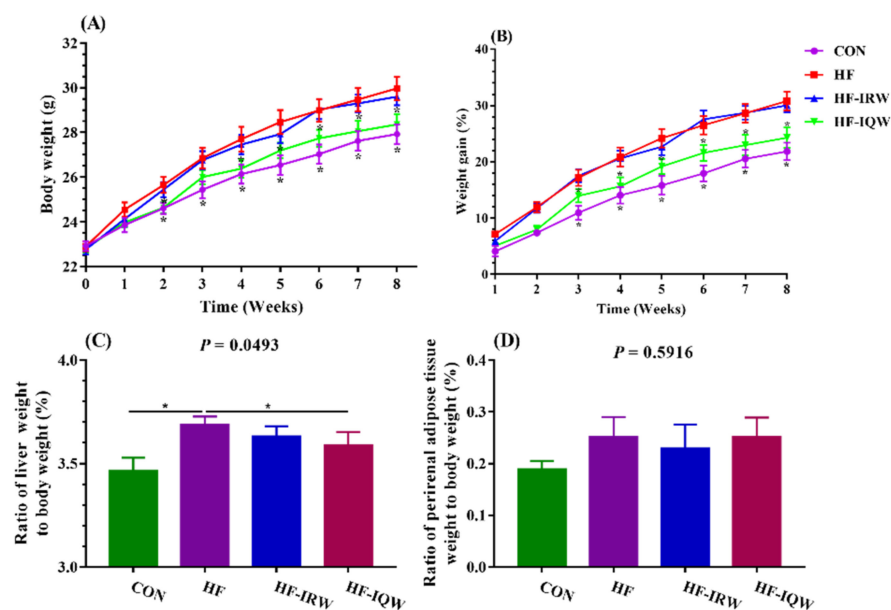 (A)
Body weight (g)
32
30
28
26
24
22
0 1 2 3 4 5 6 7 8
Time (Weeks)
* * * * * * *
* * * * *
(B)
Weight gain (%)
40
30
20
10
0
1 2 3 4 5 6 7 8
Time (Weeks)
* * * * * *
* * * * * *
CON
HF
HF-IRW
HF-IQW
(C)
P = 0.0493
Ratio of liver weight
to body weight (%)
4.0
3.5
3.0
* *
CON HF HF-IRW HF-IQW
(D)
P = 0.5916
Ratio of perirenal adipose tissue
weight to body weight (%)
0.4
0.3
0.2
0.1
0.0
CON HF HF-IRW HF-IQW